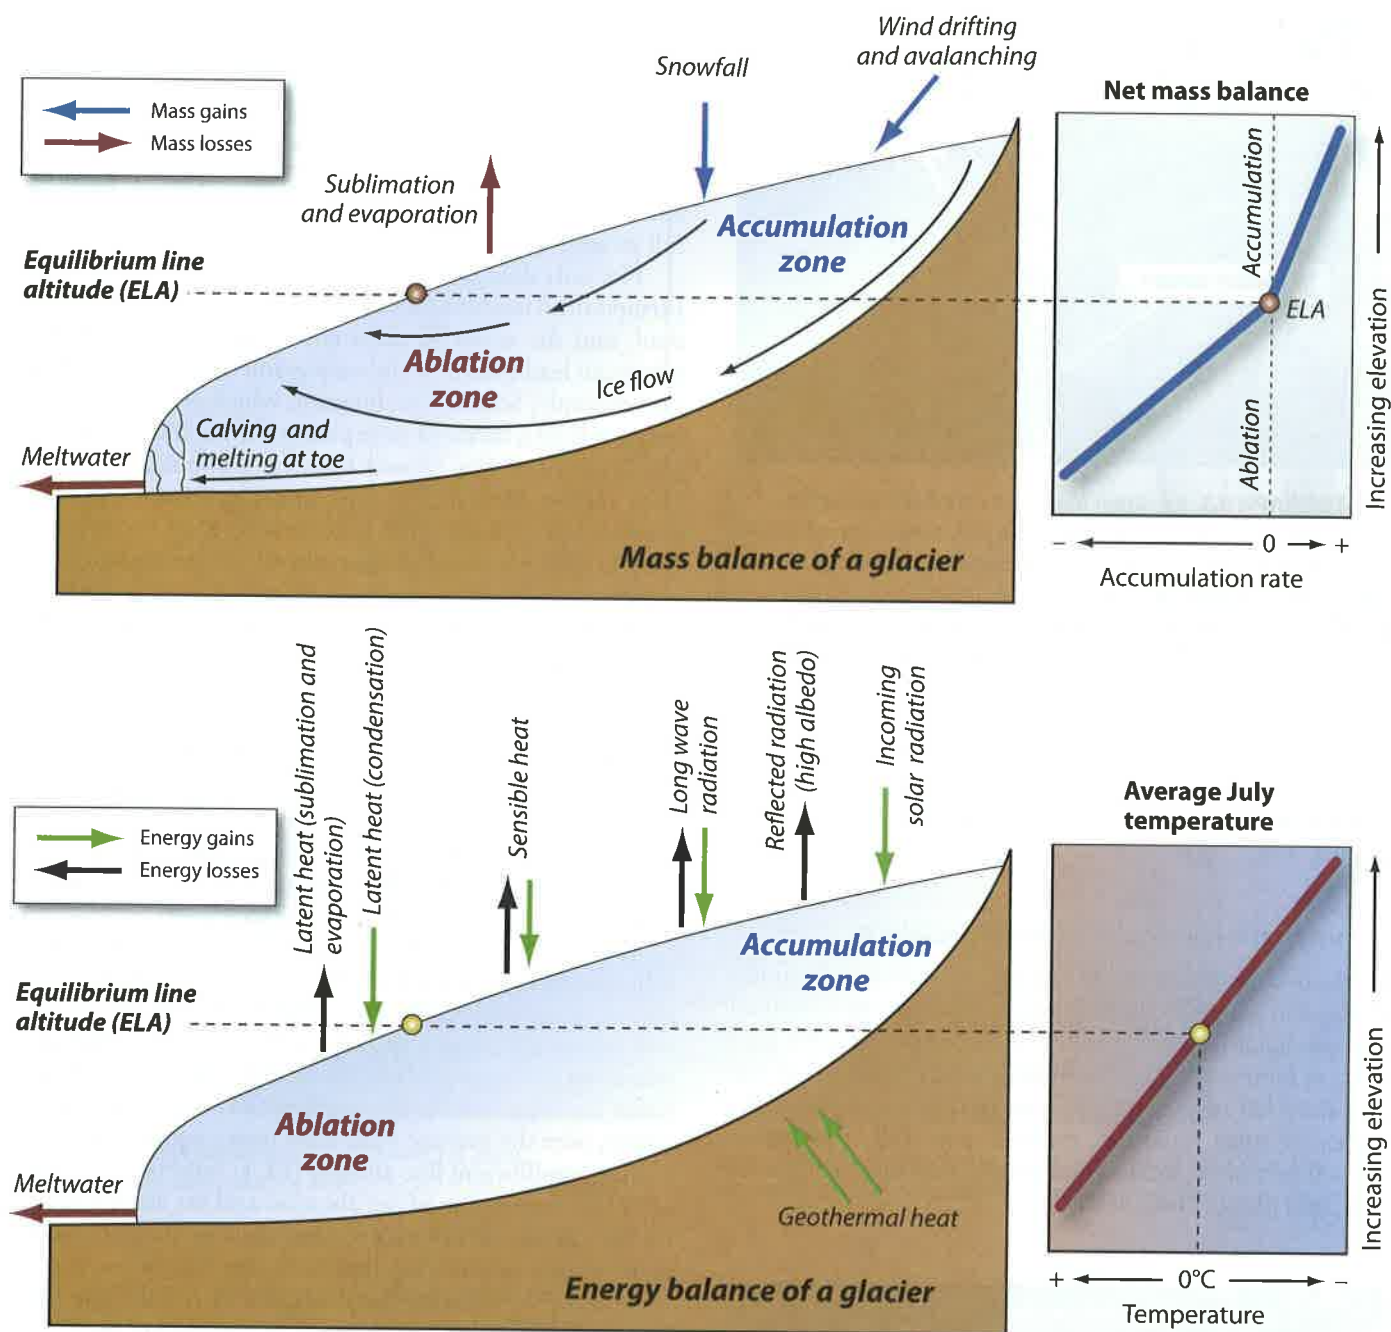 Wind drifting
and avalanching
Snowfall
Mass gains
Mass losses
Net mass balance
Sublimation
and evaporation
Accumulation
zone
Equilibrium line
altitude (ELA)
Accumulation
ELA
Ablation
zone
Ice flow
Calving and
melting at toe
Meltwater
Ablation
Increasing elevation
Mass balance of a glacier
− 0 +
Accumulation rate
Latent heat (sublimation and
evaporation)
Latent heat (condensation)
Sensible heat
Long wave
radiation
Reflected radiation
(high albedo)
Incoming
solar radiation
Energy gains
Energy losses
Average July
temperature
Accumulation
zone
Equilibrium line
altitude (ELA)
Ablation
zone
Meltwater
Geothermal heat
Increasing elevation
Energy balance of a glacier
+ 0°C −
Temperature